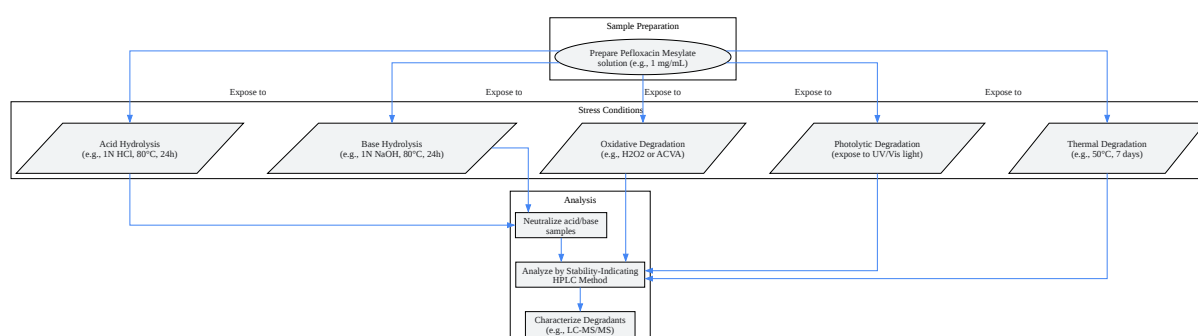 Sample Preparation
Prepare Pefloxacin Mesylate
solution (e.g., 1 mg/mL)
Expose to
Expose to
Expose to
Expose to
Expose to
Stress Conditions
Acid Hydrolysis
(e.g., 1N HCl, 80°C, 24h)
Base Hydrolysis
(e.g., 1N NaOH, 80°C, 24h)
Oxidative Degradation
(e.g., H2O2 or ACVA)
Photolytic Degradation
(expose to UV/Vis light)
Thermal Degradation
(e.g., 50°C, 7 days)
Analysis
Neutralize acid/base
samples
Analyze by Stability-Indicating
HPLC Method
Characterize Degradants
(e.g., LC-MS/MS)